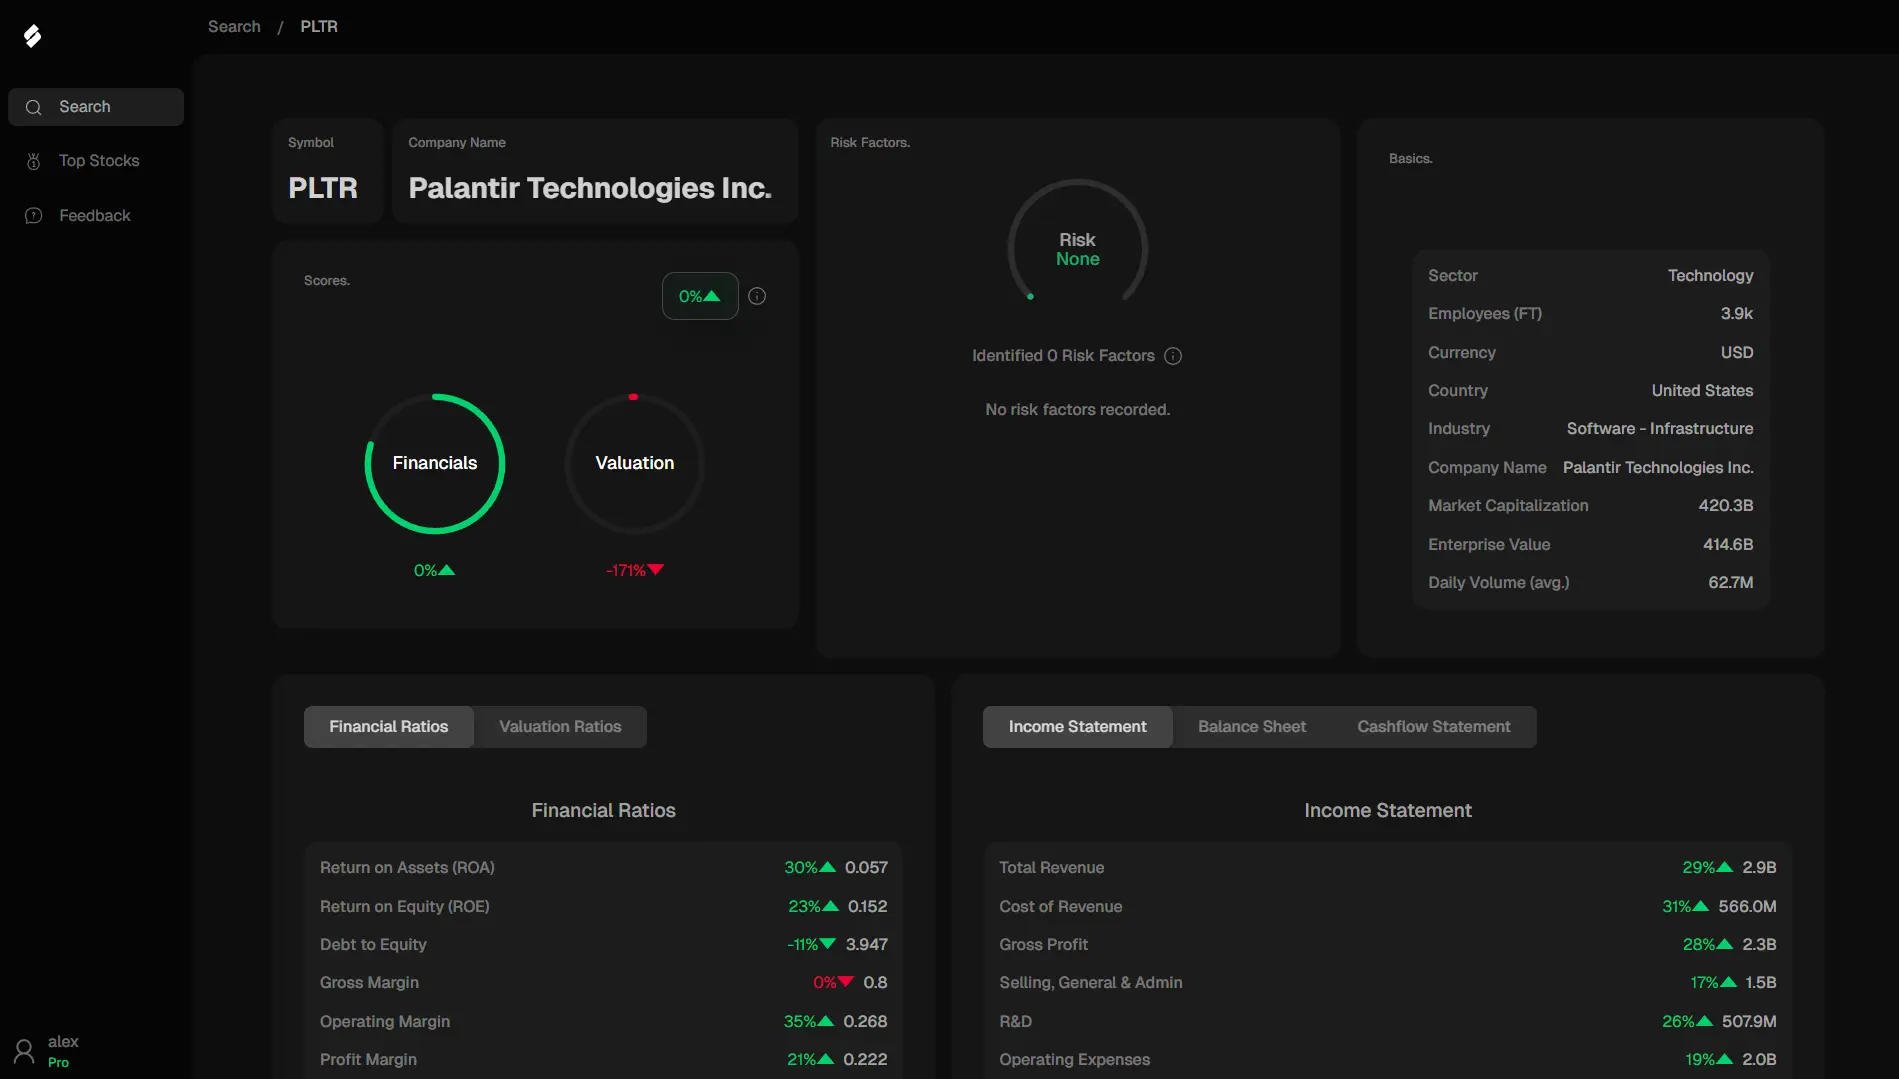 Search / PLTR
Search
Top Stocks
Feedback
alex
Pro
Symbol
PLTR
Company Name
Palantir Technologies Inc.
Scores.
0%▲
Financials
0%▲
Valuation
-171%▼
Risk Factors.
Risk
None
Identified 0 Risk Factors
No risk factors recorded.
Basics.
Sector Technology
Employees (FT) 3.9k
Currency USD
Country United States
Industry Software - Infrastructure
Company Name Palantir Technologies Inc.
Market Capitalization 420.3B
Enterprise Value 414.6B
Daily Volume (avg.) 62.7M
Financial Ratios Valuation Ratios
Financial Ratios
Return on Assets (ROA) 30%▲ 0.057
Return on Equity (ROE) 23%▲ 0.152
Debt to Equity -11%▼ 3.947
Gross Margin 0%▼ 0.8
Operating Margin 35%▲ 0.268
Profit Margin 21%▲ 0.222
Income Statement Balance Sheet Cashflow Statement
Income Statement
Total Revenue 29%▲ 2.9B
Cost of Revenue 31%▲ 566.0M
Gross Profit 28%▲ 2.3B
Selling, General & Admin 17%▲ 1.5B
R&D 26%▲ 507.9M
Operating Expenses 19%▲ 2.0B